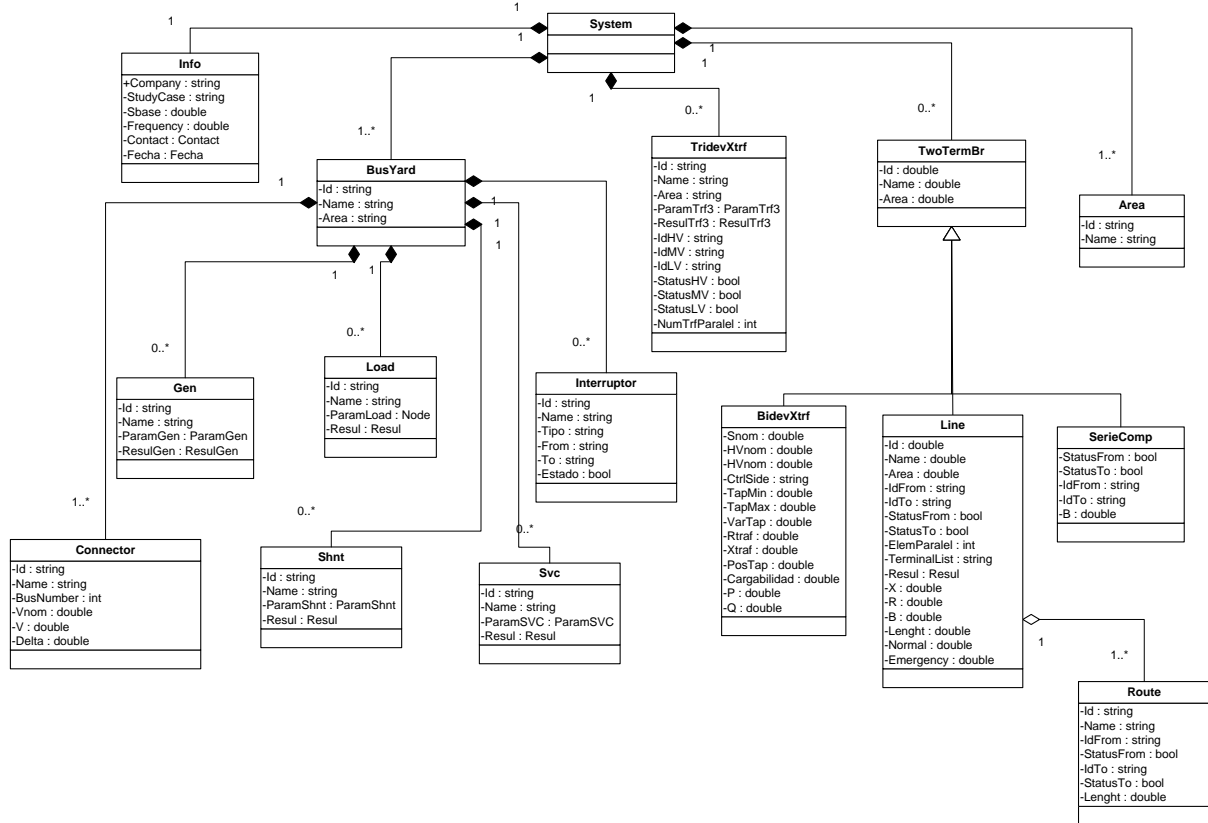 System
1
1
1
1
1
1
1
Info
+Company : string
-StudyCase : string
-Sbase : double
-Frequency : double
-Contact : Contact
-Fecha : Fecha
1..*
0..*
0..*
1..*
BusYard
-Id : string
-Name : string
-Area : string
1
1
1
1
1
1
TridevXtrf
-Id : string
-Name : string
-Area : string
-ParamTrf3 : ParamTrf3
-ResulTrf3 : ResulTrf3
-IdHV : string
-IdMV : string
-IdLV : string
-StatusHV : bool
-StatusMV : bool
-StatusLV : bool
-NumTrfParalel : int
TwoTermBr
-Id : double
-Name : double
-Area : double
Area
-Id : string
-Name : string
0..*
0..*
0..*
Gen
-Id : string
-Name : string
-ParamGen : ParamGen
-ResulGen : ResulGen
Load
-Id : string
-Name : string
-ParamLoad : Node
-Resul : Resul
Interruptor
-Id : string
-Name : string
-Tipo : string
-From : string
-To : string
-Estado : bool
BidevXtrf
-Snom : double
-HVnom : double
-HVnom : double
-CtrlSide : string
-TapMin : double
-TapMax : double
-VarTap : double
-Rtraf : double
-Xtraf : double
-PosTap : double
-Cargabilidad : double
-P : double
-Q : double
Line
-Id : double
-Name : double
-Area : double
-IdFrom : string
-IdTo : string
-StatusFrom : bool
-StatusTo : bool
-ElemParalel : int
-TerminalList : string
-Resul : Resul
-X : double
-R : double
-B : double
-Lenght : double
-Normal : double
-Emergency : double
SerieComp
-StatusFrom : bool
-StatusTo : bool
-IdFrom : string
-IdTo : string
-B : double
1..*
0..*
0..*
Connector
-Id : string
-Name : string
-BusNumber : int
-Vnom : double
-V : double
-Delta : double
Shnt
-Id : string
-Name : string
-ParamShnt : ParamShnt
-Resul : Resul
Svc
-Id : string
-Name : string
-ParamSVC : ParamSVC
-Resul : Resul
1
1..*
Route
-Id : string
-Name : string
-IdFrom : string
-StatusFrom : bool
-IdTo : string
-StatusTo : bool
-Lenght : double